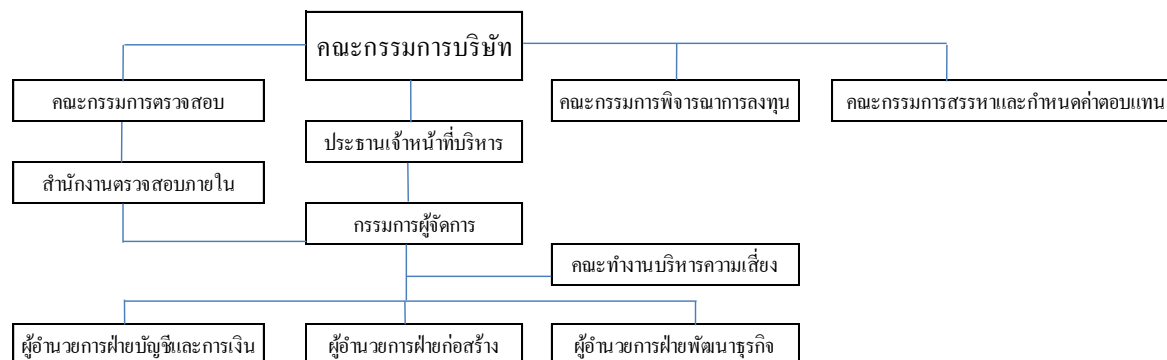 คณะกรรมการบริษัท
คณะกรรมการตรวจสอบ
คณะกรรมการพิจารณาการลงทุน
คณะกรรมการสรรหาและกำหนดค่าตอบแทน
ประธานเจ้าหน้าที่บริหาร
สำนักงานตรวจสอบภายใน
กรรมการผู้จัดการ
คณะทำงานบริหารความเสี่ยง
ผู้อำนวยการฝ่ายบัญชีและการเงิน
ผู้อำนวยการฝ่ายก่อสร้าง
ผู้อำนวยการฝ่ายพัฒนาธุรกิจ